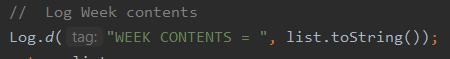 //  Log Week contents
Log.d( tag: "WEEK CONTENTS = ", list.toString());